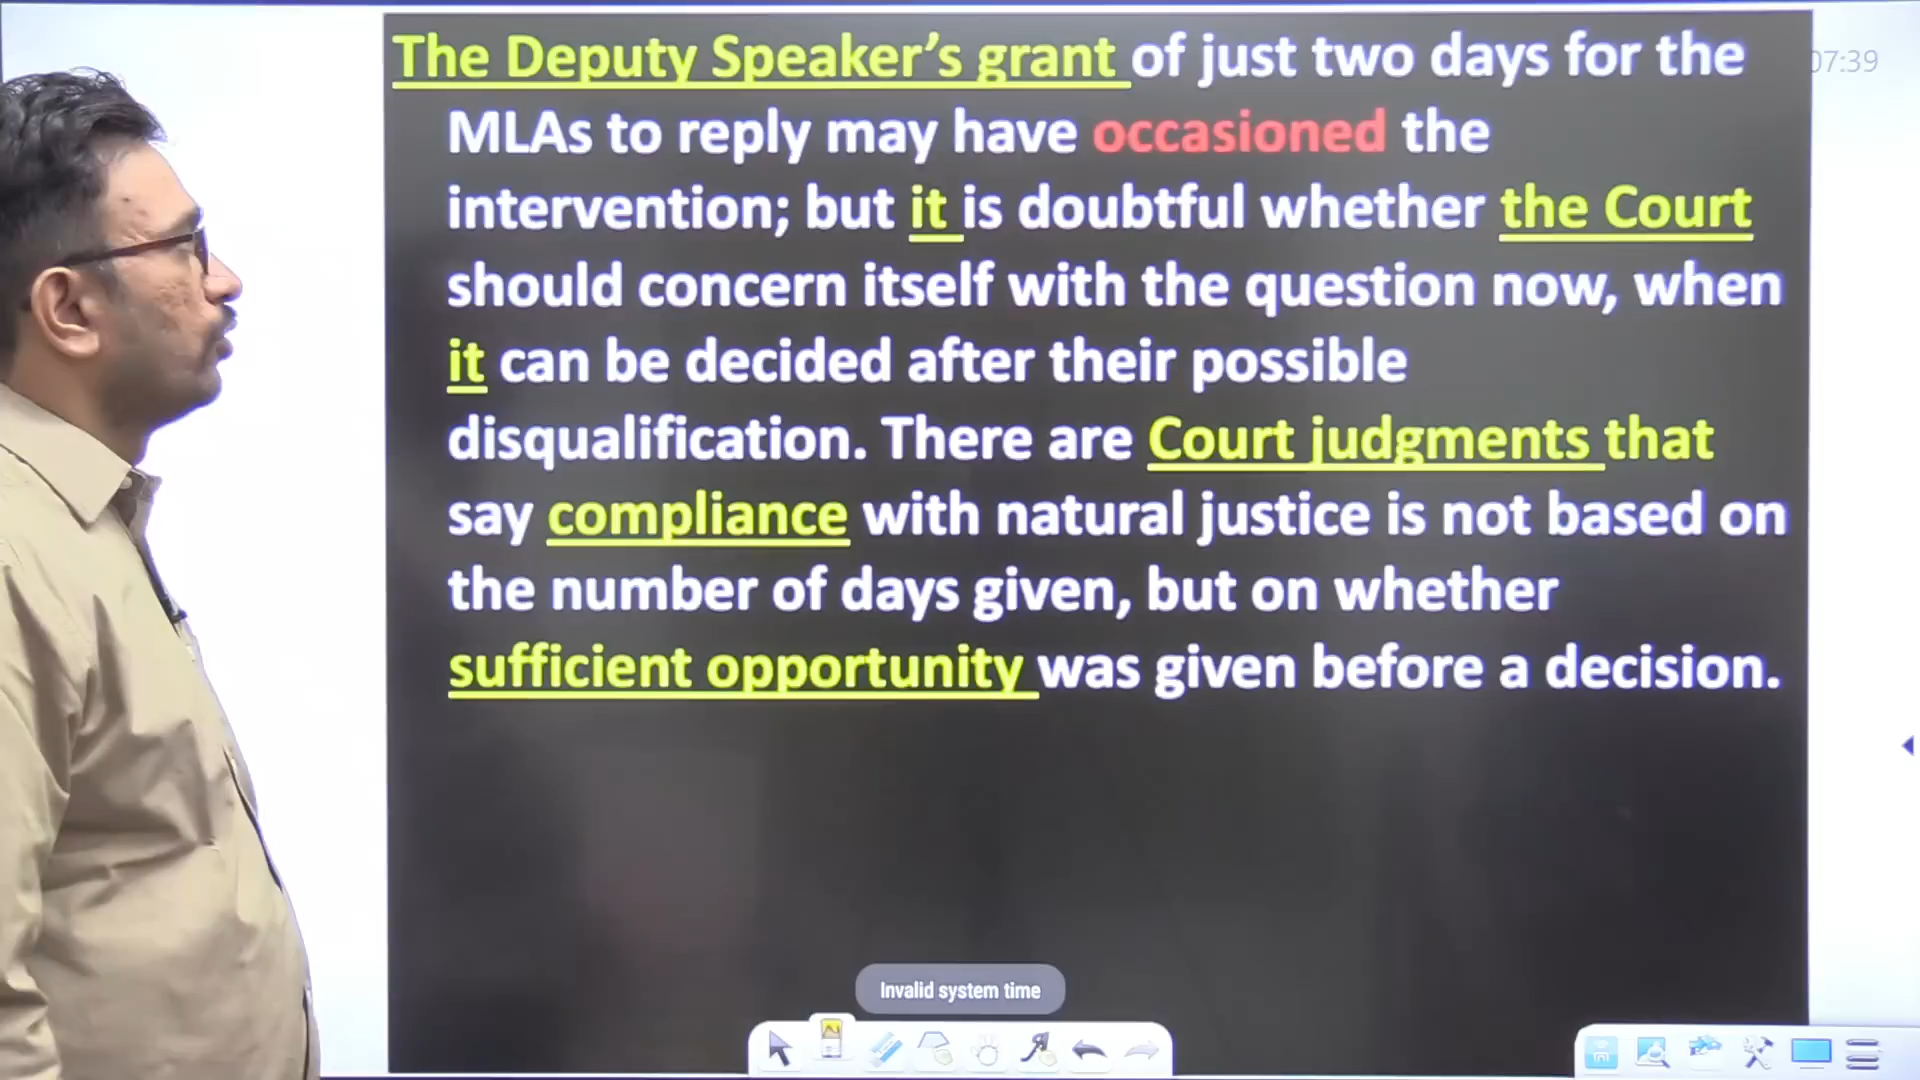 The Deputy Speaker's grant of just two days for the
07:39
MLAs to reply may have occasioned the
intervention; but it is doubtful whether the Court
should concern itself with the question now, when
it can be decided after their possible
disqualification. There are Court judgments that
say compliance with natural justice is not based on
the number of days given, but on whether
sufficient opportunity was given before a decision.
Invalid system time